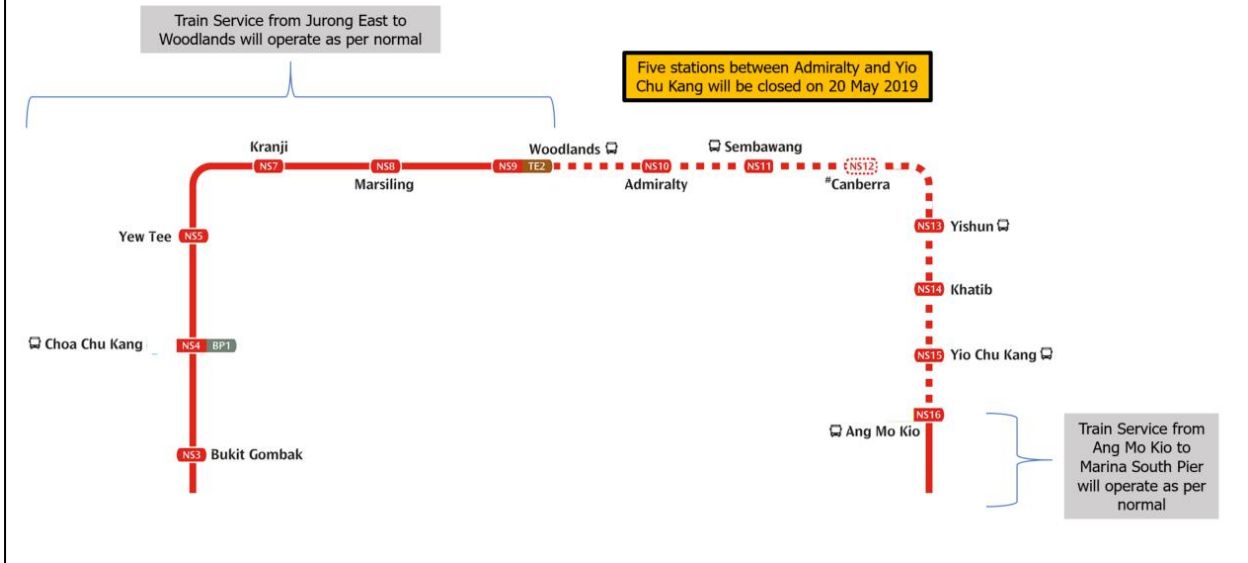 Train Service from Jurong East to
Woodlands will operate as per normal
Five stations between Admiralty and Yio
Chu Kang will be closed on 20 May 2019
Kranji
NS7
NS8
Marsiling
Woodlands
NS9 TE2
NS10
Admiralty
Sembawang
NS11
NS12
#Canberra
Yew Tee NS5
NS13 Yishun
NS14 Khatib
Choa Chu Kang NS4 BP1
NS15 Yio Chu Kang
NS16
Ang Mo Kio
NS3 Bukit Gombak
Train Service from
Ang Mo Kio to
Marina South Pier
will operate as per
normal